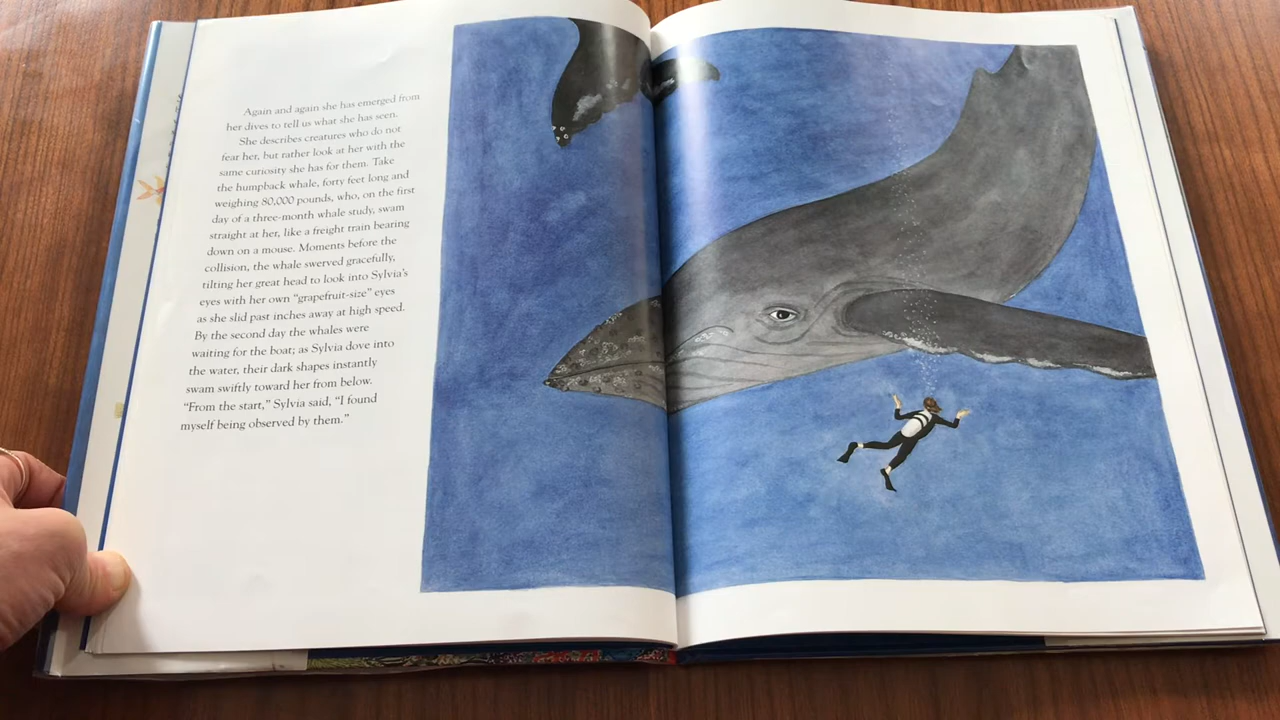 Again and again she has emerged from
her dives to tell us what she has seen.
She describes creatures who do not
fear her, but rather look at her with the
same curiosity she has for them. Take
the humpback whale, forty feet long and
weighing 80,000 pounds, who, on the first
day of a three-month whale study, swam
straight at her, like a freight train bearing
down on a mouse. Moments before the
collision, the whale swerved gracefully,
tilting her great head to look into Sylvia's
eyes with her own "grapefruit-size" eyes
as she slid past inches away at high speed.
By the second day the whales were
waiting for the boat; as Sylvia dove into
the water, their dark shapes instantly
swam swiftly toward her from below.
"From the start," Sylvia said, "I found
myself being observed by them."